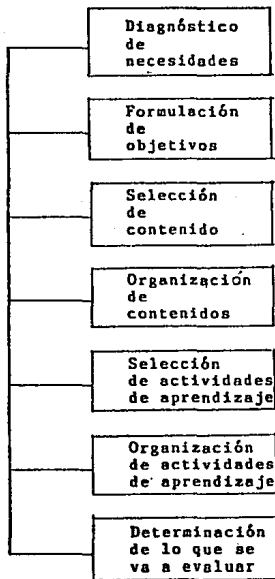 Diagnóstico
de
necesidades
Formulación
de
objetivos
Selección
de
contenido
Organización
de
contenidos
Selección
de actividades
de aprendizaje
Organización
de actividades
de aprendizaje
Determinación
de lo que se
va a evaluar